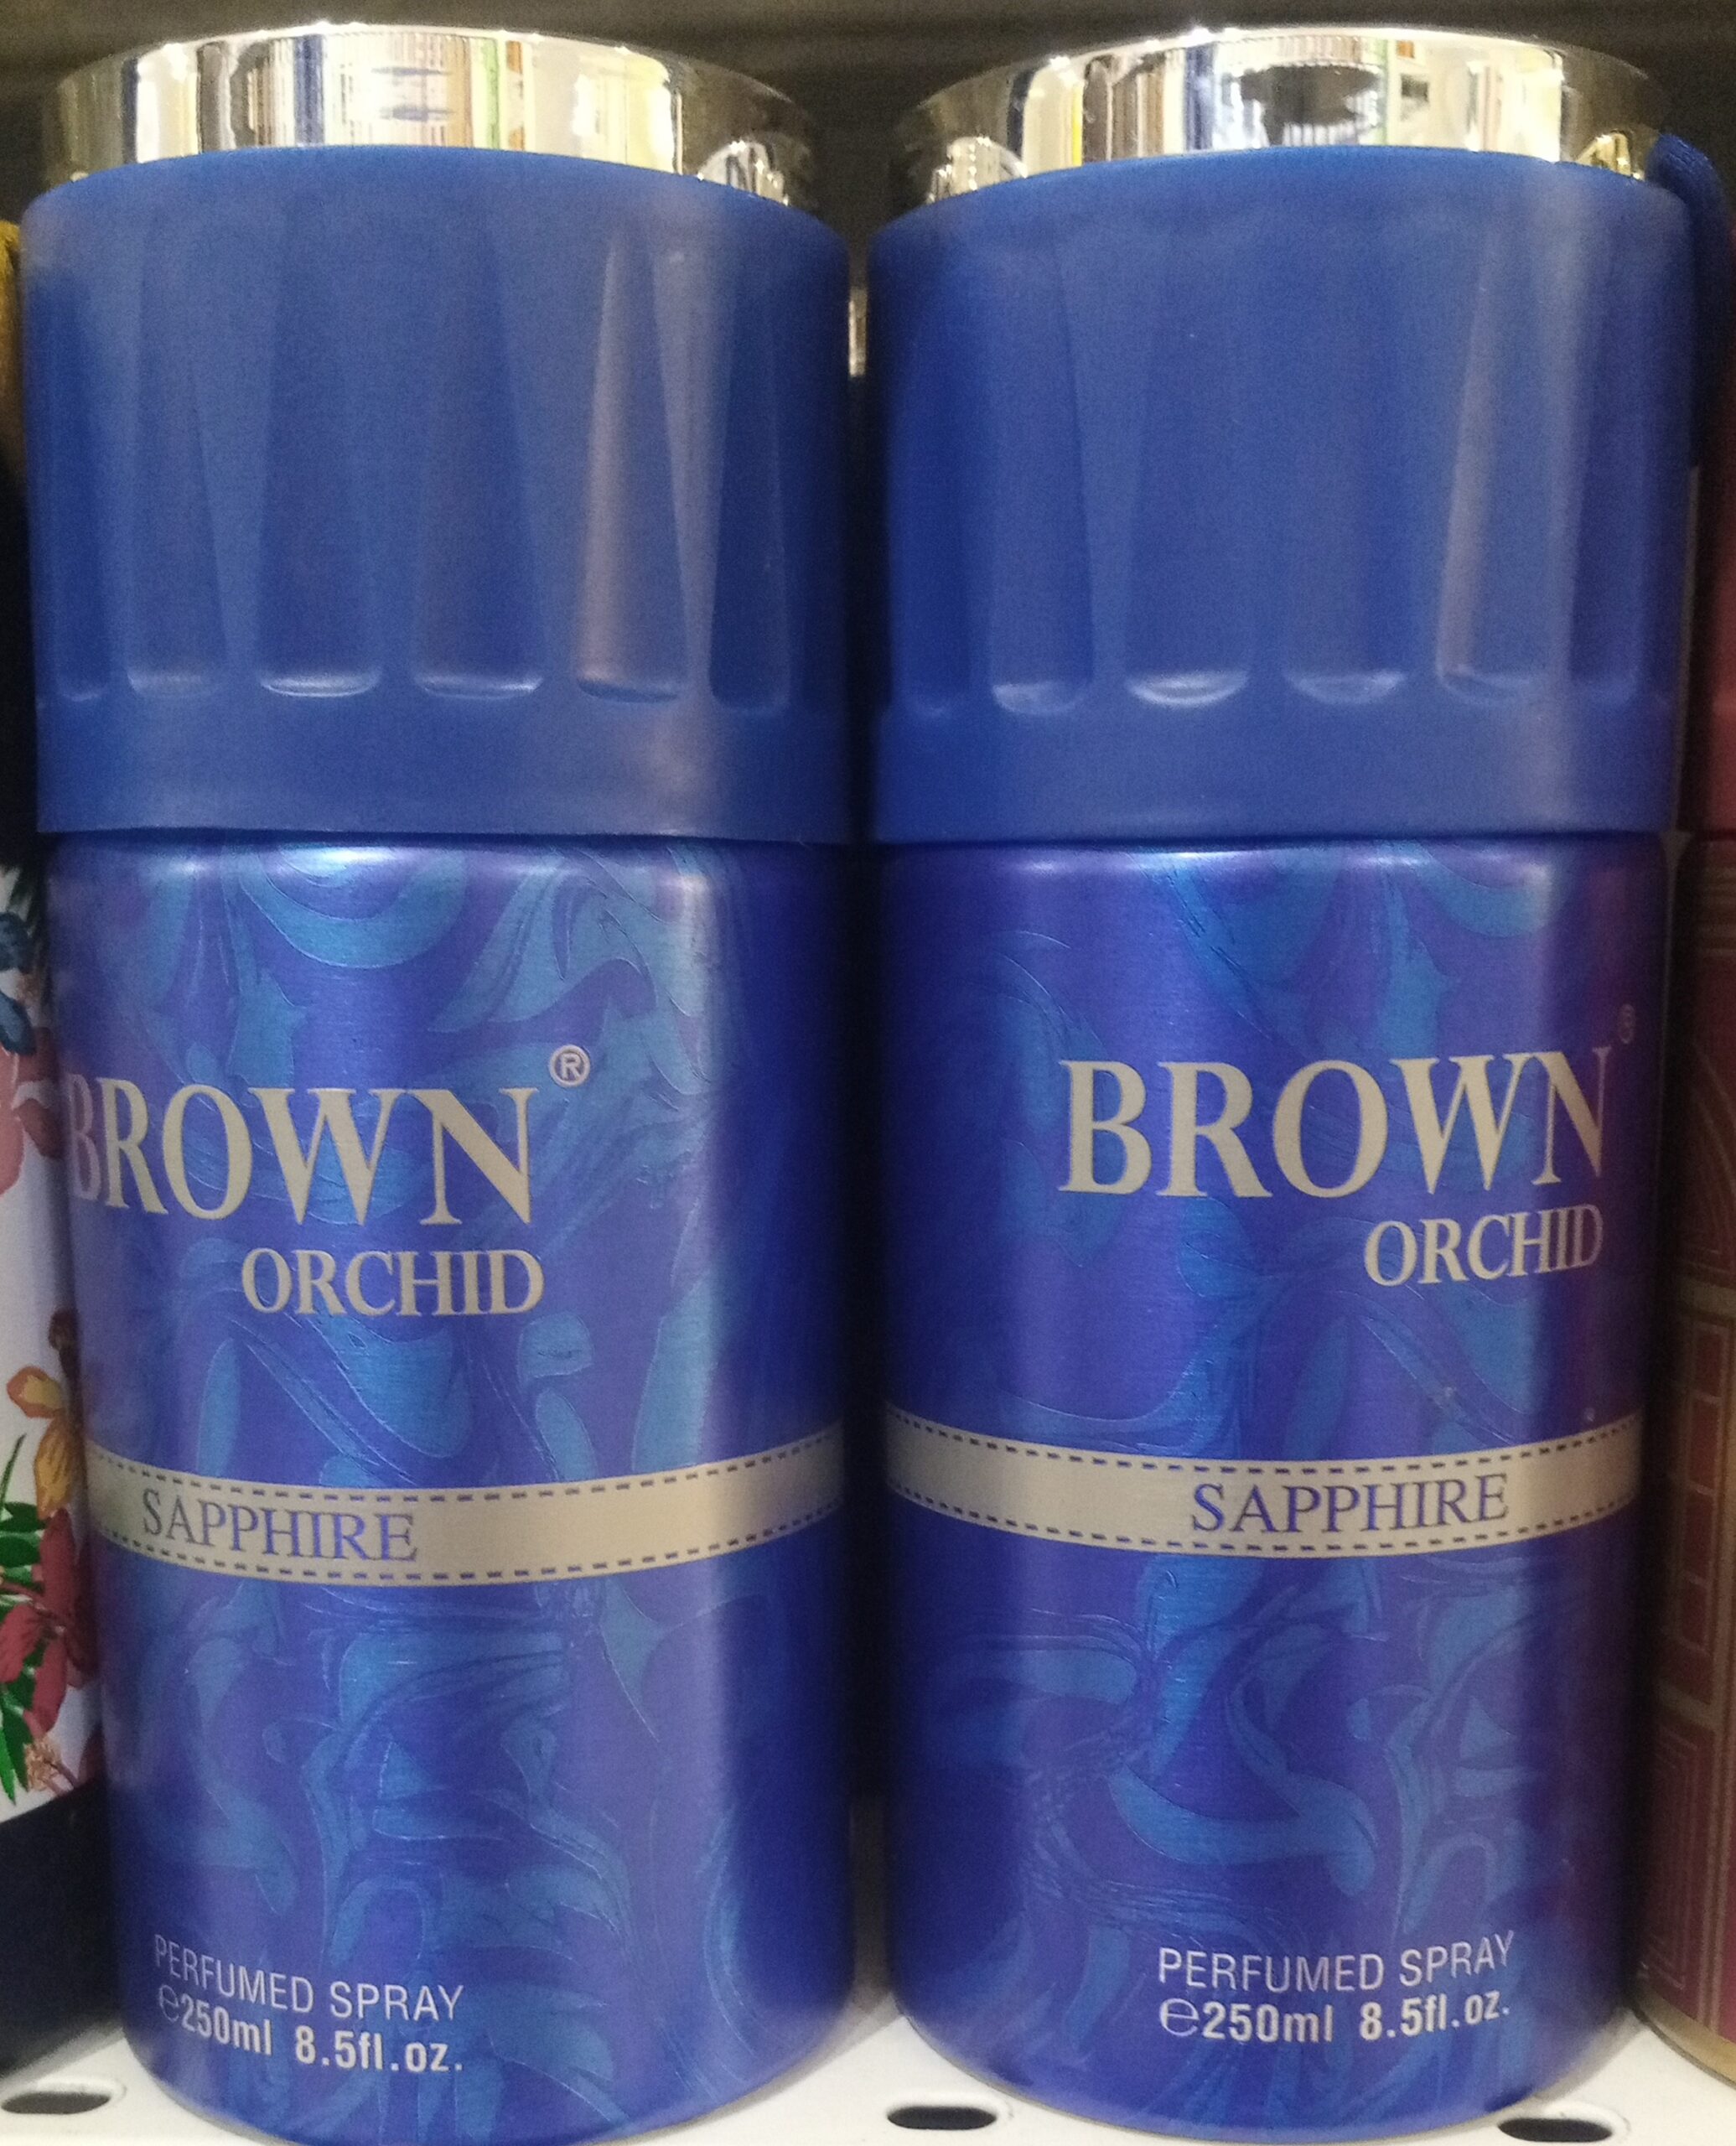 BROWN®
ORCHID
SAPPHIRE
PERFUMED SPRAY
℮250ml 8.5fl.oz.
BROWN®
ORCHID
SAPPHIRE
PERFUMED SPRAY
℮250ml 8.5fl.oz.